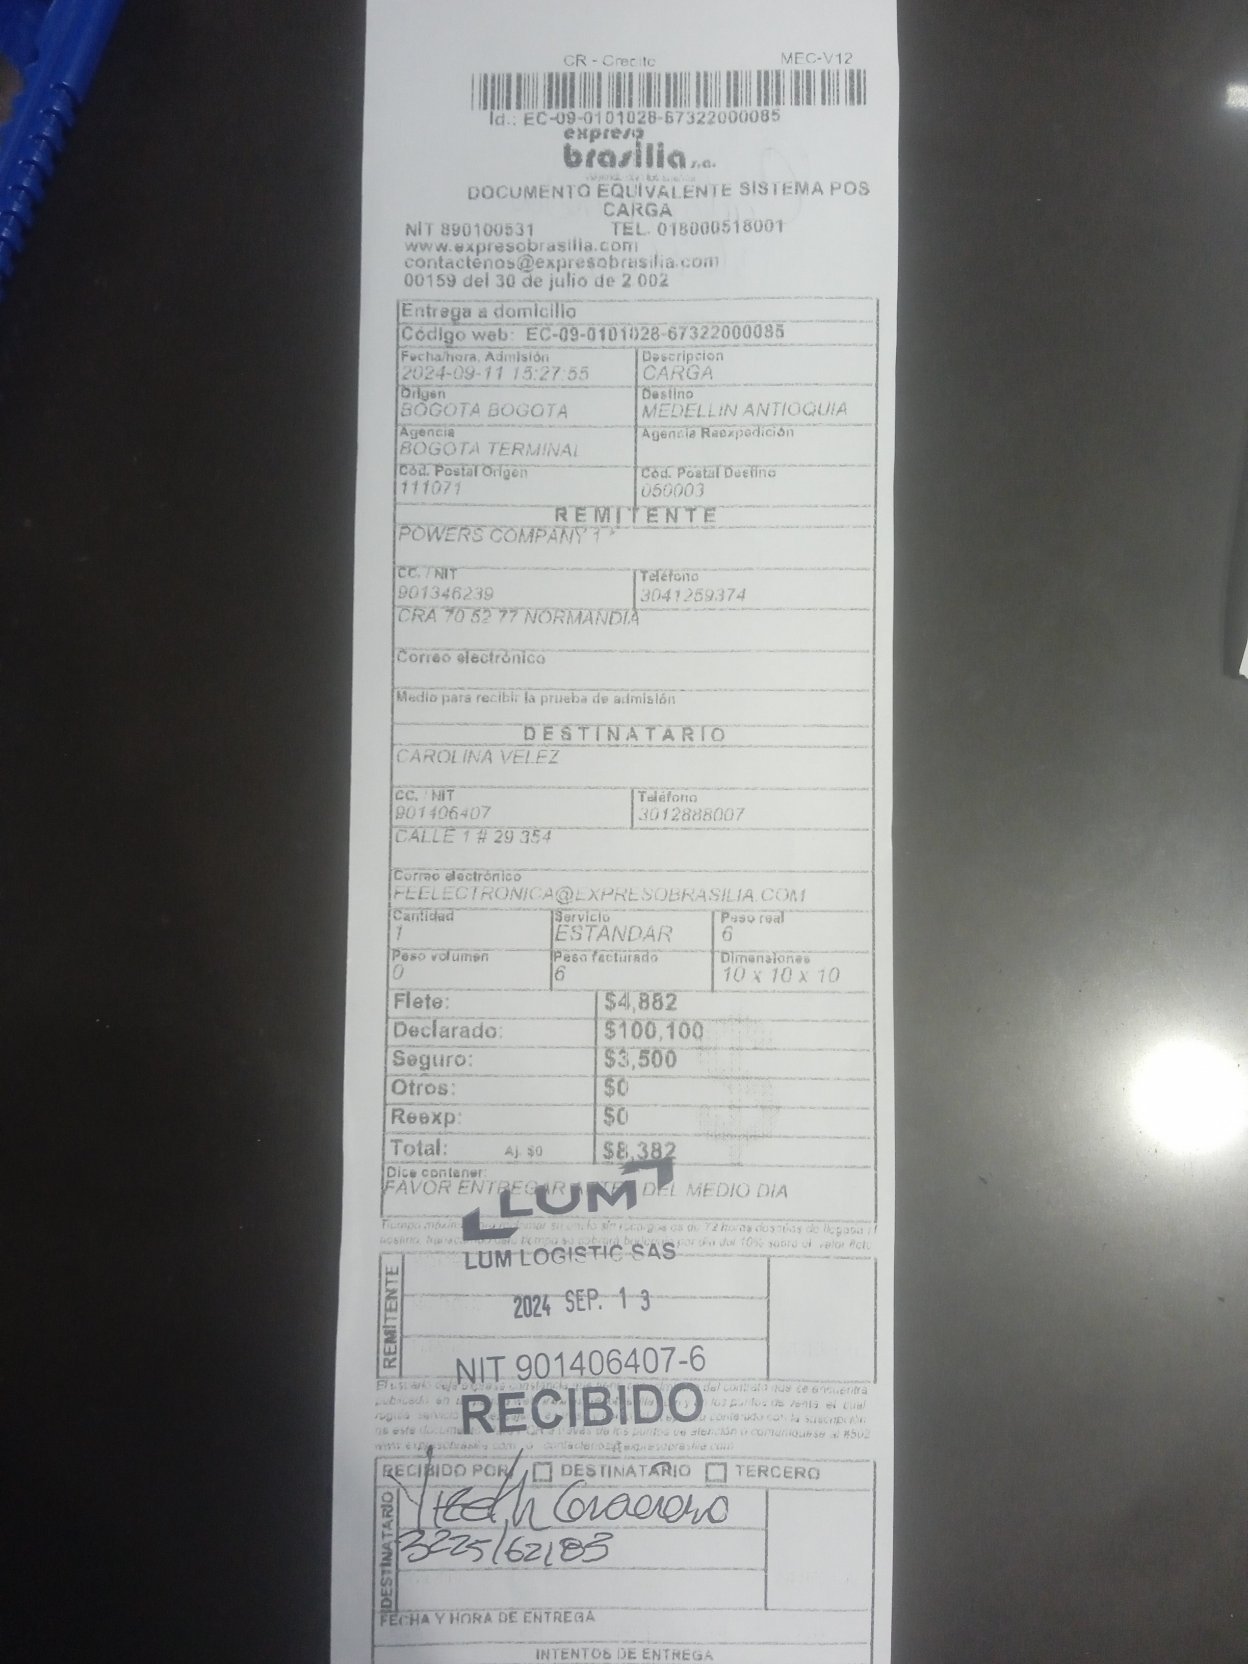 CR - Credito MEC-V12
Id.: EC-09-0101028-67322000085
expreso
brasilia s.a.
DOCUMENTO EQUIVALENTE SISTEMA POS
CARGA
NIT 890100531 TEL. 018000518001
www.expresobrasilia.com
contactenos@expresobrasilia.com
00159 del 30 de julio de 2 002
Entrega a domicilio
Código web: EC-09-0101028-67322000085
Fecha/hora, Admisión Descripcion
2024-09-11 15:27:55 CARGA
Origen Destino
BOGOTA BOGOTA MEDELLIN ANTIOQUIA
Agencia Agencia Reexpedición
BOGOTA TERMINAL
Cód. Postal Origen Cód. Postal Destino
111071 050003
REMITENTE
POWERS COMPANY 1 *
CC. / NIT Teléfono
901346239 3041259374
CRA 70 52 77 NORMANDIA
Correo electrónico
Medio para recibir la prueba de admisión
DESTINATARIO
CAROLINA VELEZ
CC. / NIT Teléfono
901406407 3012888007
CALLE 1 # 29 354
Correo electrónico
FEELECTRONICA@EXPRESOBRASILIA.COM
Cantidad Servicio Peso real
1 ESTANDAR 6
Peso volumen Peso facturado Dimensiones
0 6 10 x 10 x 10
Flete: $4,882
Declarado: $100,100
Seguro: $3,500
Otros: $0
Reexp: $0
Total: Aj. $0 $8,382
Dice contener:
FAVOR ENTREGAR DEL MEDIO DIA
LUM
LUM LOGISTIC SAS
REMITENTE
2024 SEP. 13
NIT 901406407-6
RECIBIDO
RECIBIDO POR DESTINATARIO TERCERO
DESTINATARIO
FECHA Y HORA DE ENTREGA
INTENTOS DE ENTREGA